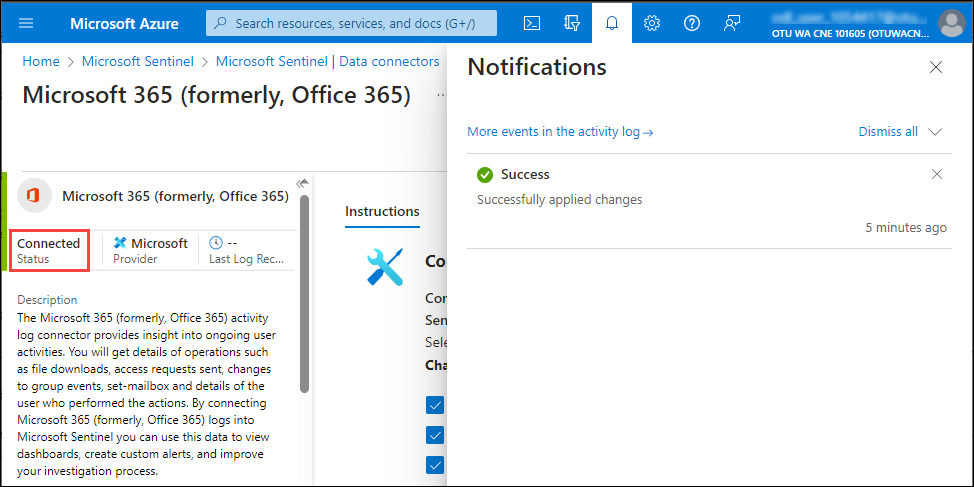 Microsoft Azure
Search resources, services, and docs (G+/)
OTU WA CNE 101605 (OTUWACN...
Home > Microsoft Sentinel > Microsoft Sentinel | Data connectors
Microsoft 365 (formerly, Office 365) ...
Microsoft 365 (formerly, Office 365)
Connected
Status
Microsoft
Provider
--
Last Log Rec...
Description
The Microsoft 365 (formerly, Office 365) activity
log connector provides insight into ongoing user
activities. You will get details of operations such
as file downloads, access requests sent, changes
to group events, set-mailbox and details of the
user who performed the actions. By connecting
Microsoft 365 (formerly, Office 365) logs into
Microsoft Sentinel you can use this data to view
dashboards, create custom alerts, and improve
your investigation process.
Instructions
Co
Con
Sen
Sele
Cha
Notifications
More events in the activity log→
Dismiss all
Success
Successfully applied changes
5 minutes ago